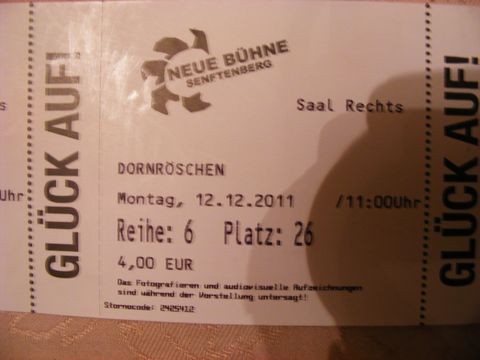 GLÜCK AUF!
s
Uhr
NEUE BÜHNE
SENFTENBERG
Saal Rechts
DORNRÖSCHEN
Montag, 12.12.2011 /11:00Uhr
Reihe: 6 Platz: 26
4,00 EUR
Das Fotografieren und audiovisuelle Aufzeichnungen
sind während der Vorstellung untersagt!
Stornocode: 2425412
GLÜCK AUF!